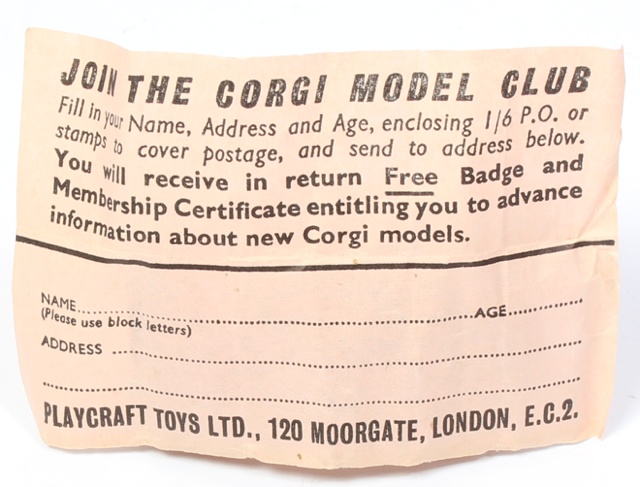 JOIN THE CORGI MODEL CLUB
Fill in your Name, Address and Age, enclosing 1/6 P.O. or
stamps to cover postage, and send to address below.
You will receive in return Free Badge and
Membership Certificate entitling you to advance
information about new Corgi models.
NAME..........AGE..........
(Please use block letters)
ADDRESS ..........
..........
PLAYCRAFT TOYS LTD., 120 MOORGATE, LONDON, E.C.2.